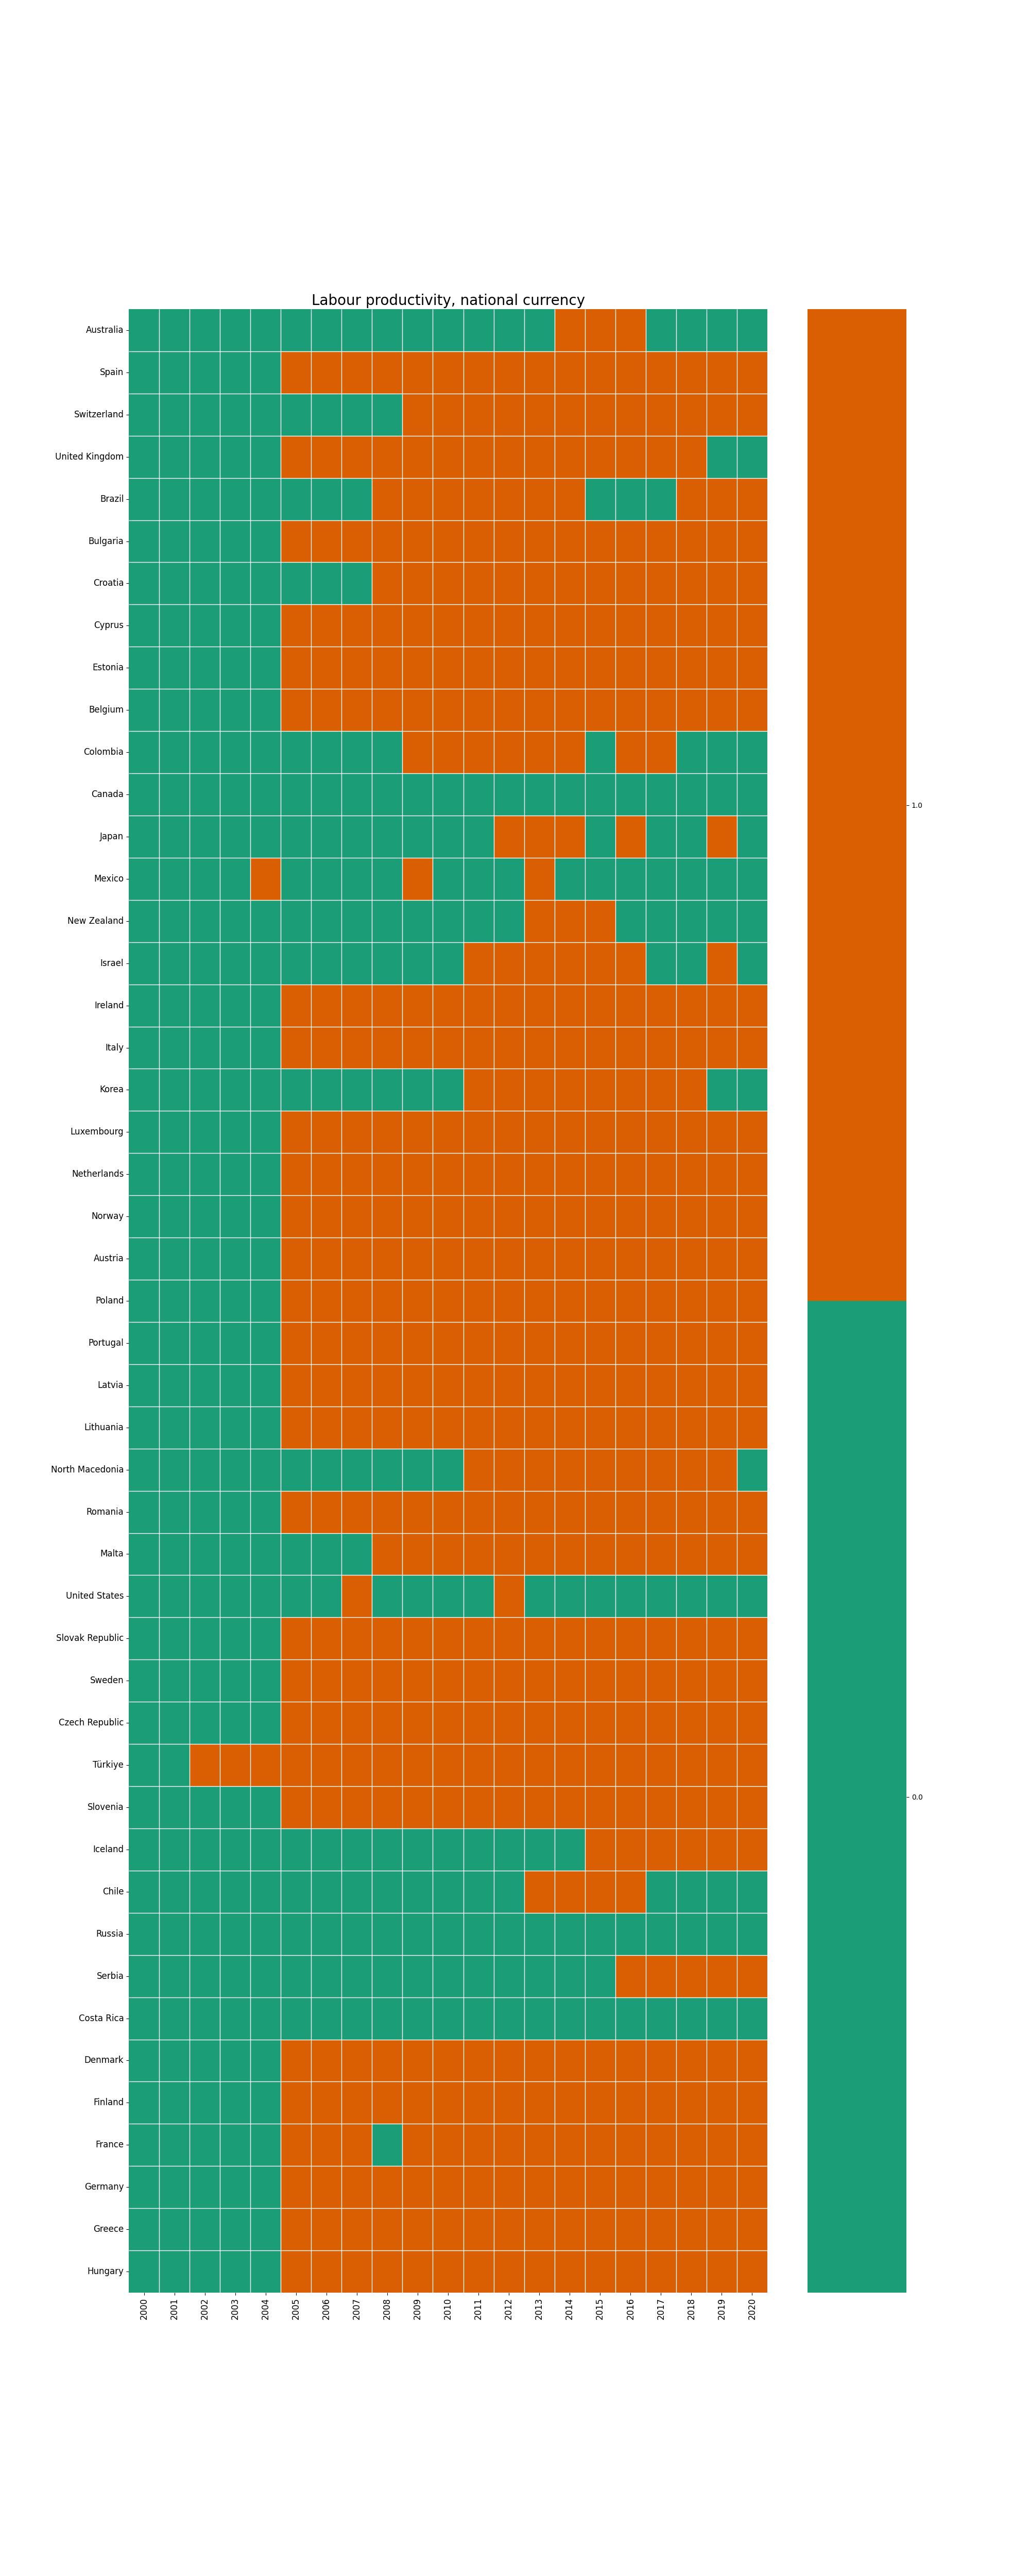 Labour productivity, national currency
Australia
Spain
Switzerland
United Kingdom
Brazil
Bulgaria
Croatia
Cyprus
Estonia
Belgium
Colombia
Canada
Japan
Mexico
New Zealand
Israel
Ireland
Italy
Korea
Luxembourg
Netherlands
Norway
Austria
Poland
Portugal
Latvia
Lithuania
North Macedonia
Romania
Malta
United States
Slovak Republic
Sweden
Czech Republic
Türkiye
Slovenia
Iceland
Chile
Russia
Serbia
Costa Rica
Denmark
Finland
France
Germany
Greece
Hungary
2000 2001 2002 2003 2004 2005 2006 2007 2008 2009 2010 2011 2012 2013 2014 2015 2016 2017 2018 2019 2020
1.0
0.0